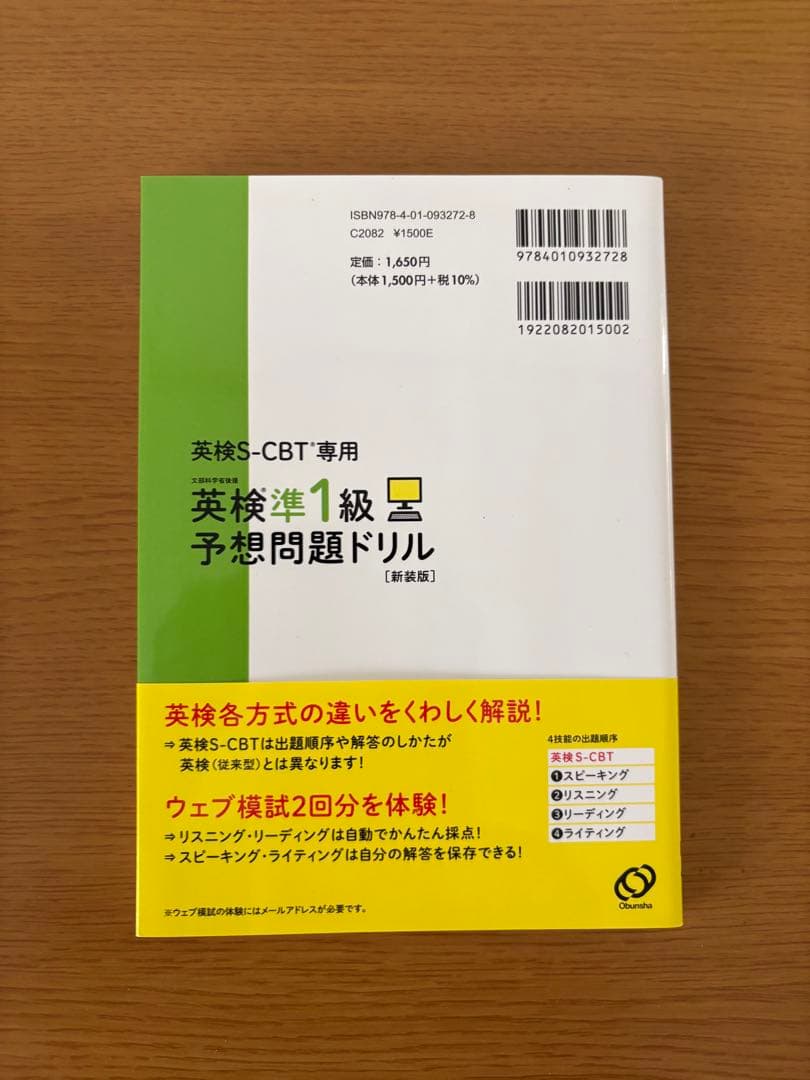 ISBN978-4-01-093272-8
C2082 ¥1500E
定価：1,650円
（本体1,500円＋税10%）
9784010932728
1922082015002
英検S-CBT®専用
文部科学省後援
英検®準1級
予想問題ドリル
［新装版］
英検各方式の違いをくわしく解説！
⇒英検S-CBTは出題順序や解答のしかたが
英検（従来型）とは異なります！
ウェブ模試2回分を体験！
⇒リスニング・リーディングは自動でかんたん採点！
⇒スピーキング・ライティングは自分の解答を保存できる！
※ウェブ模試の体験にはメールアドレスが必要です。
4技能の出題順序
英検S-CBT
❶スピーキング
❷リスニング
❸リーディング
❹ライティング
Obunsha